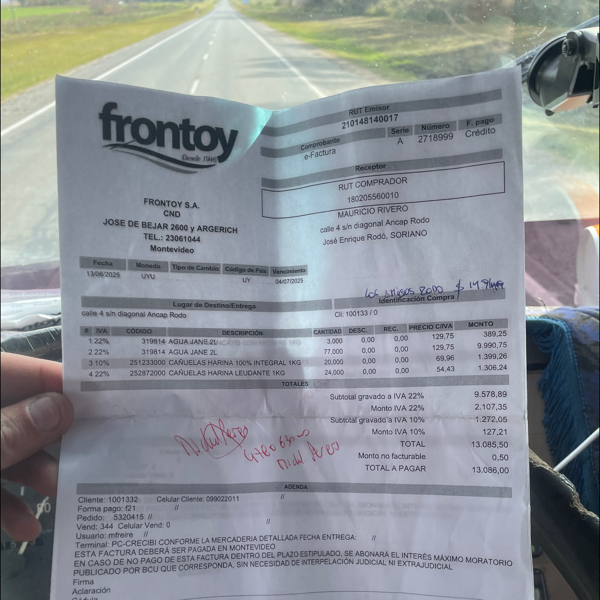 frontoy
Desde 1946
FRONTOY S.A.
CND
JOSE DE BEJAR 2600 y ARGERICH
TEL.: 23061044
Montevideo
RUT Emisor
210148140017
Comprobante Serie Número F. pago
e-Factura A 2718999 Crédito
Receptor
RUT COMPRADOR
180205560010
MAURICIO RIVERO
calle 4 s/n diagonal Ancap Rodo
José Enrique Rodó, SORIANO
Fecha Moneda Tipo de Cambio Código de País Vencimiento
13/06/2025 UYU UY 04/07/2025
RODO $
Lugar de Destino/Entrega Identificación Compra
calle 4 s/n diagonal Ancap Rodo Cli: 100133 / 0
# IVA CÓDIGO DESCRIPCIÓN CANTIDAD DESC. REC. PRECIO C/IVA MONTO
1 22% 319814 AGUA JANE 2L 3,000 0,00 0,00 129,75 389,25
2 22% 319814 AGUA JANE 2L 77,000 0,00 0,00 129,75 9.990,75
3 10% 251233000 CAÑUELAS HARINA 100% INTEGRAL 1KG 20,000 0,00 0,00 69,96 1.399,26
4 22% 252872000 CAÑUELAS HARINA LEUDANTE 1KG 24,000 0,00 0,00 54,43 1.306,24
TOTALES
Subtotal gravado a IVA 22% 9.578,89
Monto IVA 22% 2.107,35
Subtotal gravado a IVA 10% 1.272,05
Monto IVA 10% 127,21
TOTAL 13.085,50
Monto no facturable 0,50
TOTAL A PAGAR 13.086,00
ADENDA
Cliente: 1001332 Celular Cliente: 099022011 //
Forma pago: f21 //
Pedido: 5320415 //
Vend: 344 Celular Vend: 0 //
Usuario: mfreire //
Terminal: PC-CRECIBI CONFORME LA MERCADERIA DETALLADA FECHA ENTREGA: //
ESTA FACTURA DEBERÁ SER PAGADA EN MONTEVIDEO
EN CASO DE NO PAGO DE ESTA FACTURA DENTRO DEL PLAZO ESTIPULADO, SE ABONARÁ EL INTERÉS MÁXIMO MORATORIO
PUBLICADO POR BCU QUE CORRESPONDA, SIN NECESIDAD DE INTERPELACIÓN JUDICIAL NI EXTRAJUDICIAL
Firma
Aclaración